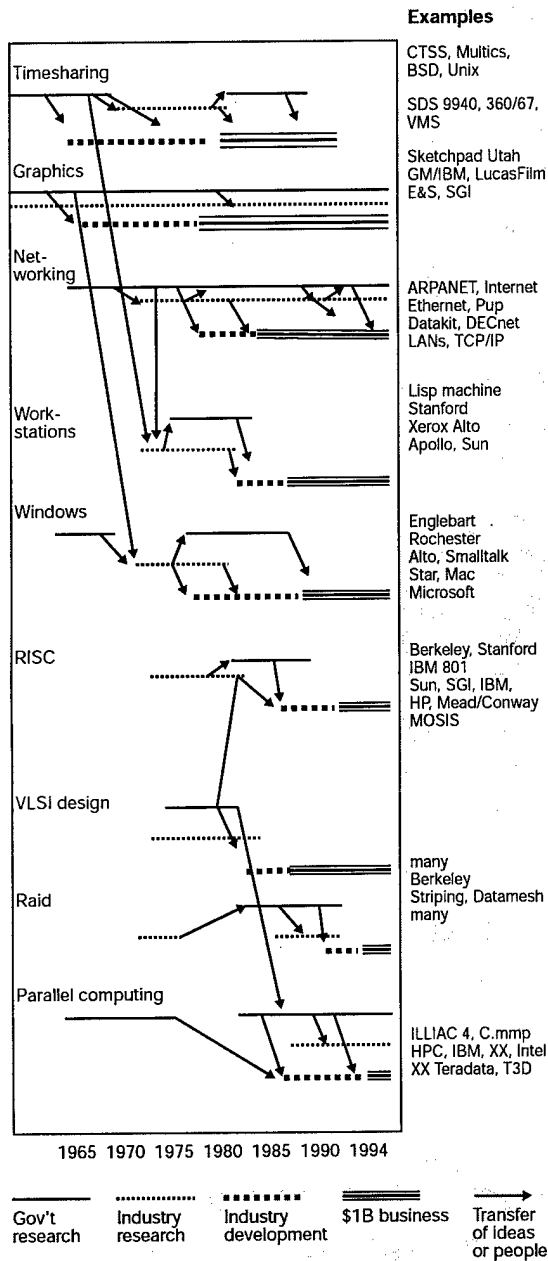 Examples
Timesharing
CTSS, Multics,
BSD, Unix
SDS 9940, 360/67,
VMS
Graphics
Sketchpad Utah
GM/IBM, LucasFilm
E&S, SGI
Net-
working
ARPANET, Internet
Ethernet, Pup
Datakit, DECnet
LANs, TCP/IP
Work-
stations
Lisp machine
Stanford
Xerox Alto
Apollo, Sun
Windows
Englebart
Rochester
Alto, Smalltalk
Star, Mac
Microsoft
RISC
Berkeley, Stanford
IBM 801
Sun, SGI, IBM,
HP, Mead/Conway
MOSIS
VLSI design
many
Raid
Berkeley
Striping, Datamesh
many
Parallel computing
ILLIAC 4, C.mmp
HPC, IBM, XX, Intel
XX Teradata, T3D
1965 1970 1975 1980 1985 1990 1994
Gov't
research
Industry
research
Industry
development
$1B business
Transfer
of ideas
or people